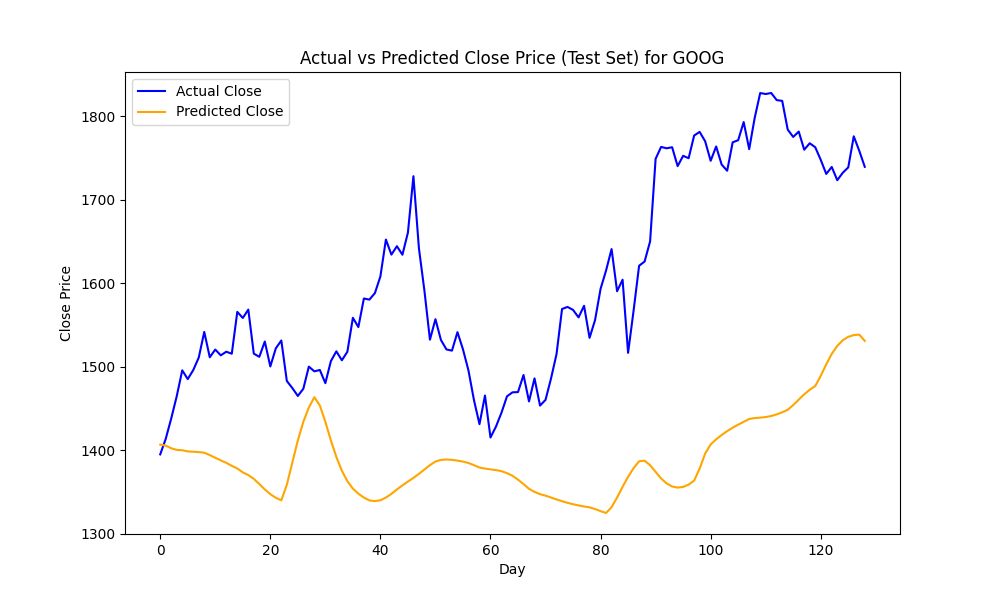 Actual vs Predicted Close Price (Test Set) for GOOG
Actual Close
Predicted Close
1800
1700
1600
1500
1400
1300
Close Price
0 20 40 60 80 100 120
Day